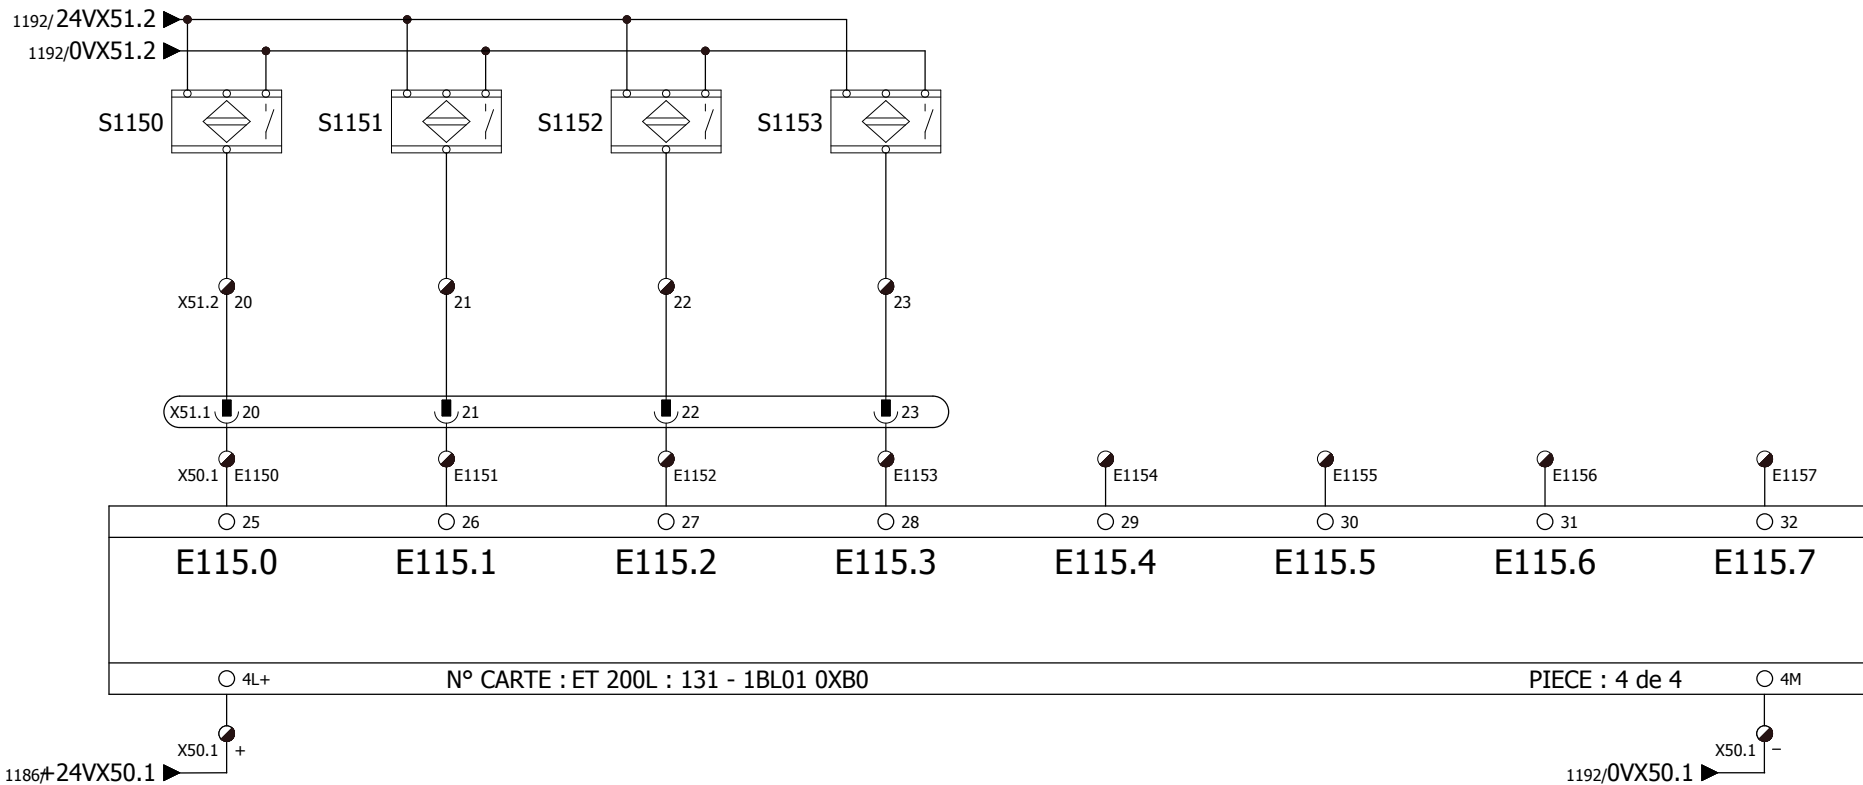 1192/24VX51.2
1192/0VX51.2
S1150 S1151 S1152 S1153
X51.2 20 21 22 23
X51.1 20 21 22 23
X50.1 E1150 E1151 E1152 E1153 E1154 E1155 E1156 E1157
25 26 27 28 29 30 31 32
E115.0 E115.1 E115.2 E115.3 E115.4 E115.5 E115.6 E115.7
4L+ N° CARTE : ET 200L : 131 - 1BL01 0XB0 PIECE : 4 de 4 4M
X50.1 + X50.1 −
1186/+24VX50.1 1192/0VX50.1